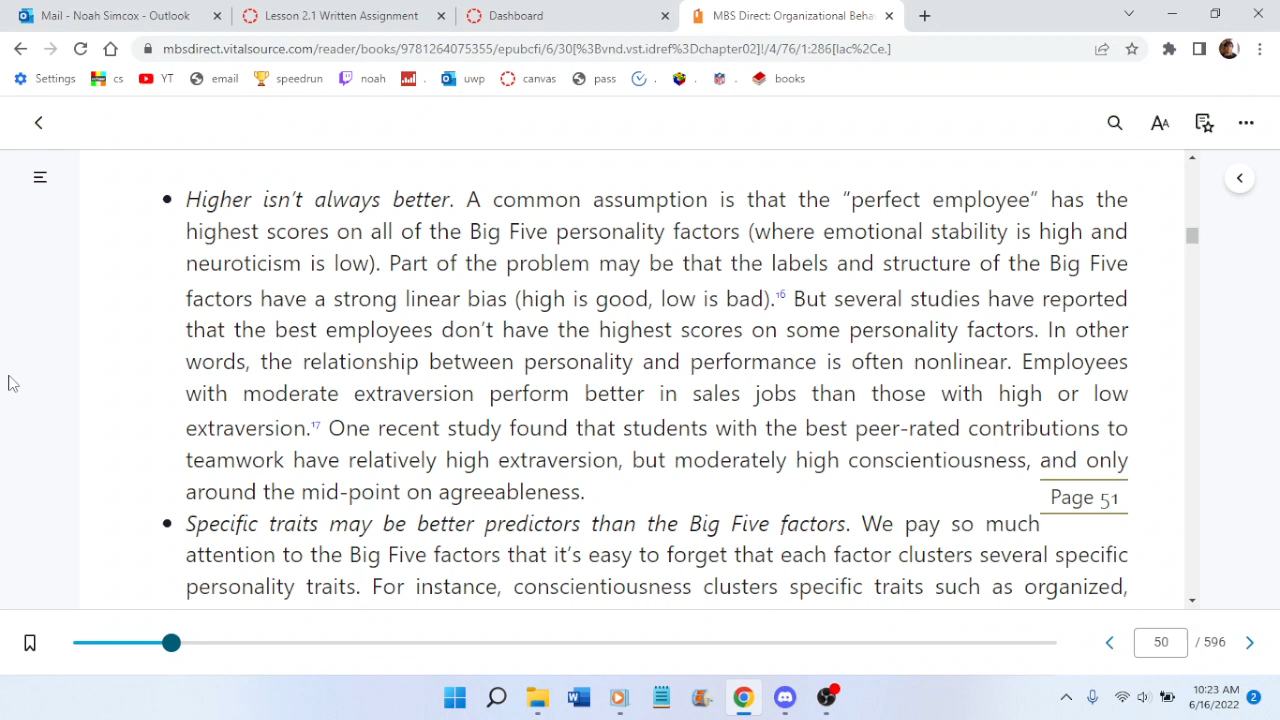 Mail - Noah Simcox - Outlook
Lesson 2.1 Written Assignment
Dashboard
MBS Direct: Organizational Beha
mbsdirect.vitalsource.com/reader/books/9781264075355/epubcfi/6/30[%3Bvnd.vst.idref%3Dchapter02]!/4/76/1:286[lac%2Ce.]
Settings cs YT email speedrun noah . uwp canvas pass . . . books
• Higher isn't always better. A common assumption is that the “perfect employee” has the
highest scores on all of the Big Five personality factors (where emotional stability is high and
neuroticism is low). Part of the problem may be that the labels and structure of the Big Five
factors have a strong linear bias (high is good, low is bad).16 But several studies have reported
that the best employees don't have the highest scores on some personality factors. In other
words, the relationship between personality and performance is often nonlinear. Employees
with moderate extraversion perform better in sales jobs than those with high or low
extraversion.17 One recent study found that students with the best peer-rated contributions to
teamwork have relatively high extraversion, but moderately high conscientiousness, and only
around the mid-point on agreeableness.
Page 51
• Specific traits may be better predictors than the Big Five factors. We pay so much
attention to the Big Five factors that it's easy to forget that each factor clusters several specific
personality traits. For instance, conscientiousness clusters specific traits such as organized,
50 / 596
10:23 AM
6/16/2022
2